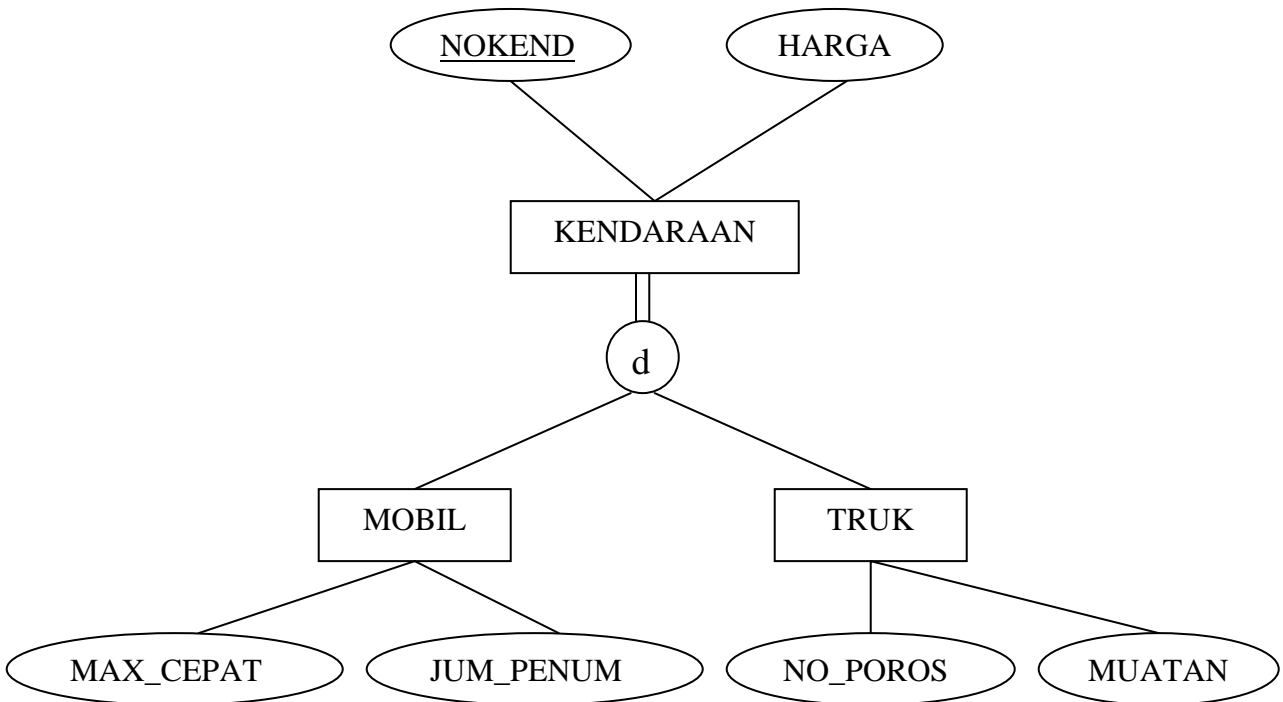 NOKEND
HARGA
KENDARAAN
d
MOBIL
TRUK
MAX_CEPAT
JUM_PENUM
NO_POROS
MUATAN